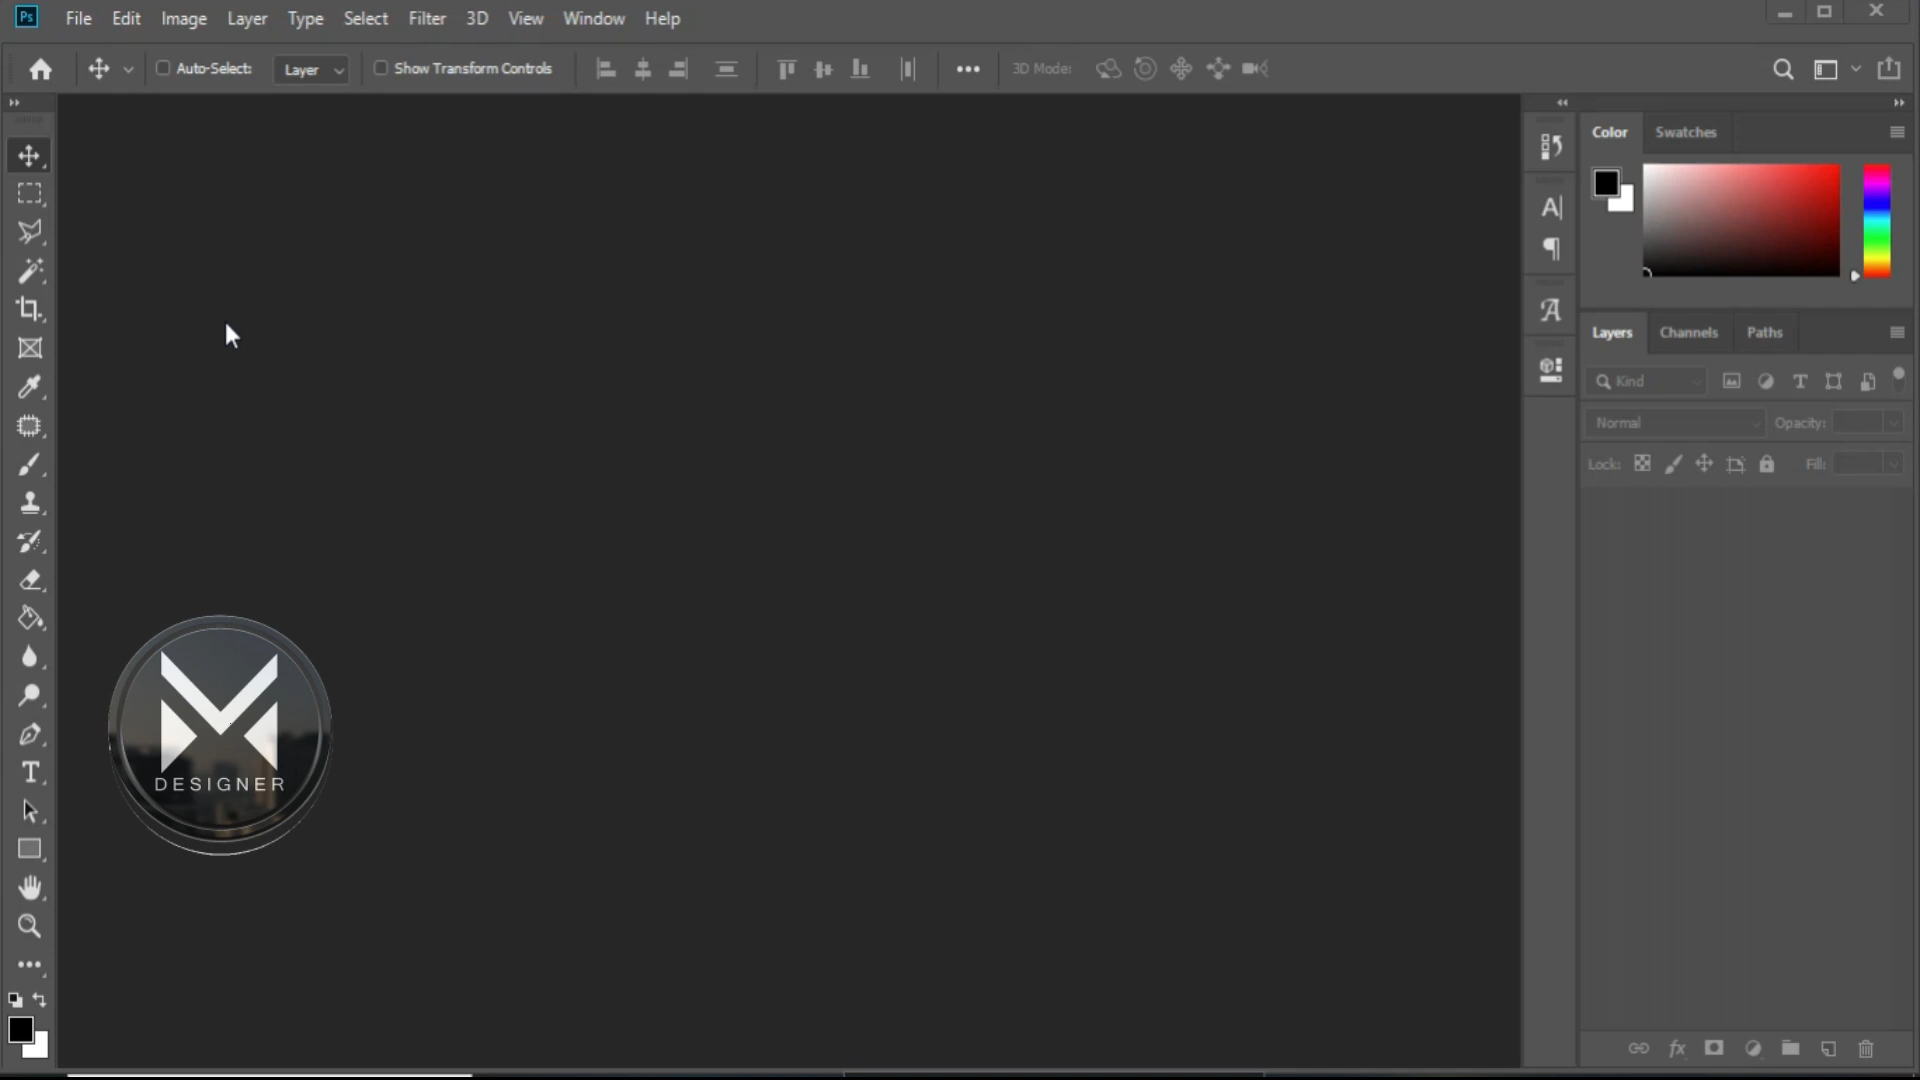 Ps File Edit Image Layer Type Select Filter 3D View Window Help
Auto-Select: Layer Show Transform Controls 3D Mode:
Color Swatches
Layers Channels Paths
Kind
Normal Opacity:
Lock: Fill:
DESIGNER